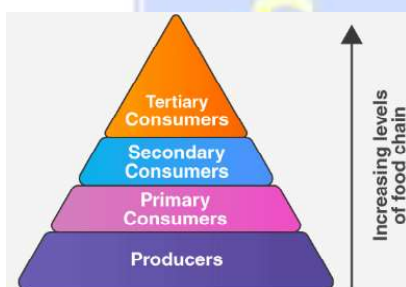 Tertiary
Consumers
Secondary
Consumers
Primary
Consumers
Producers
Increasing levels
of food chain